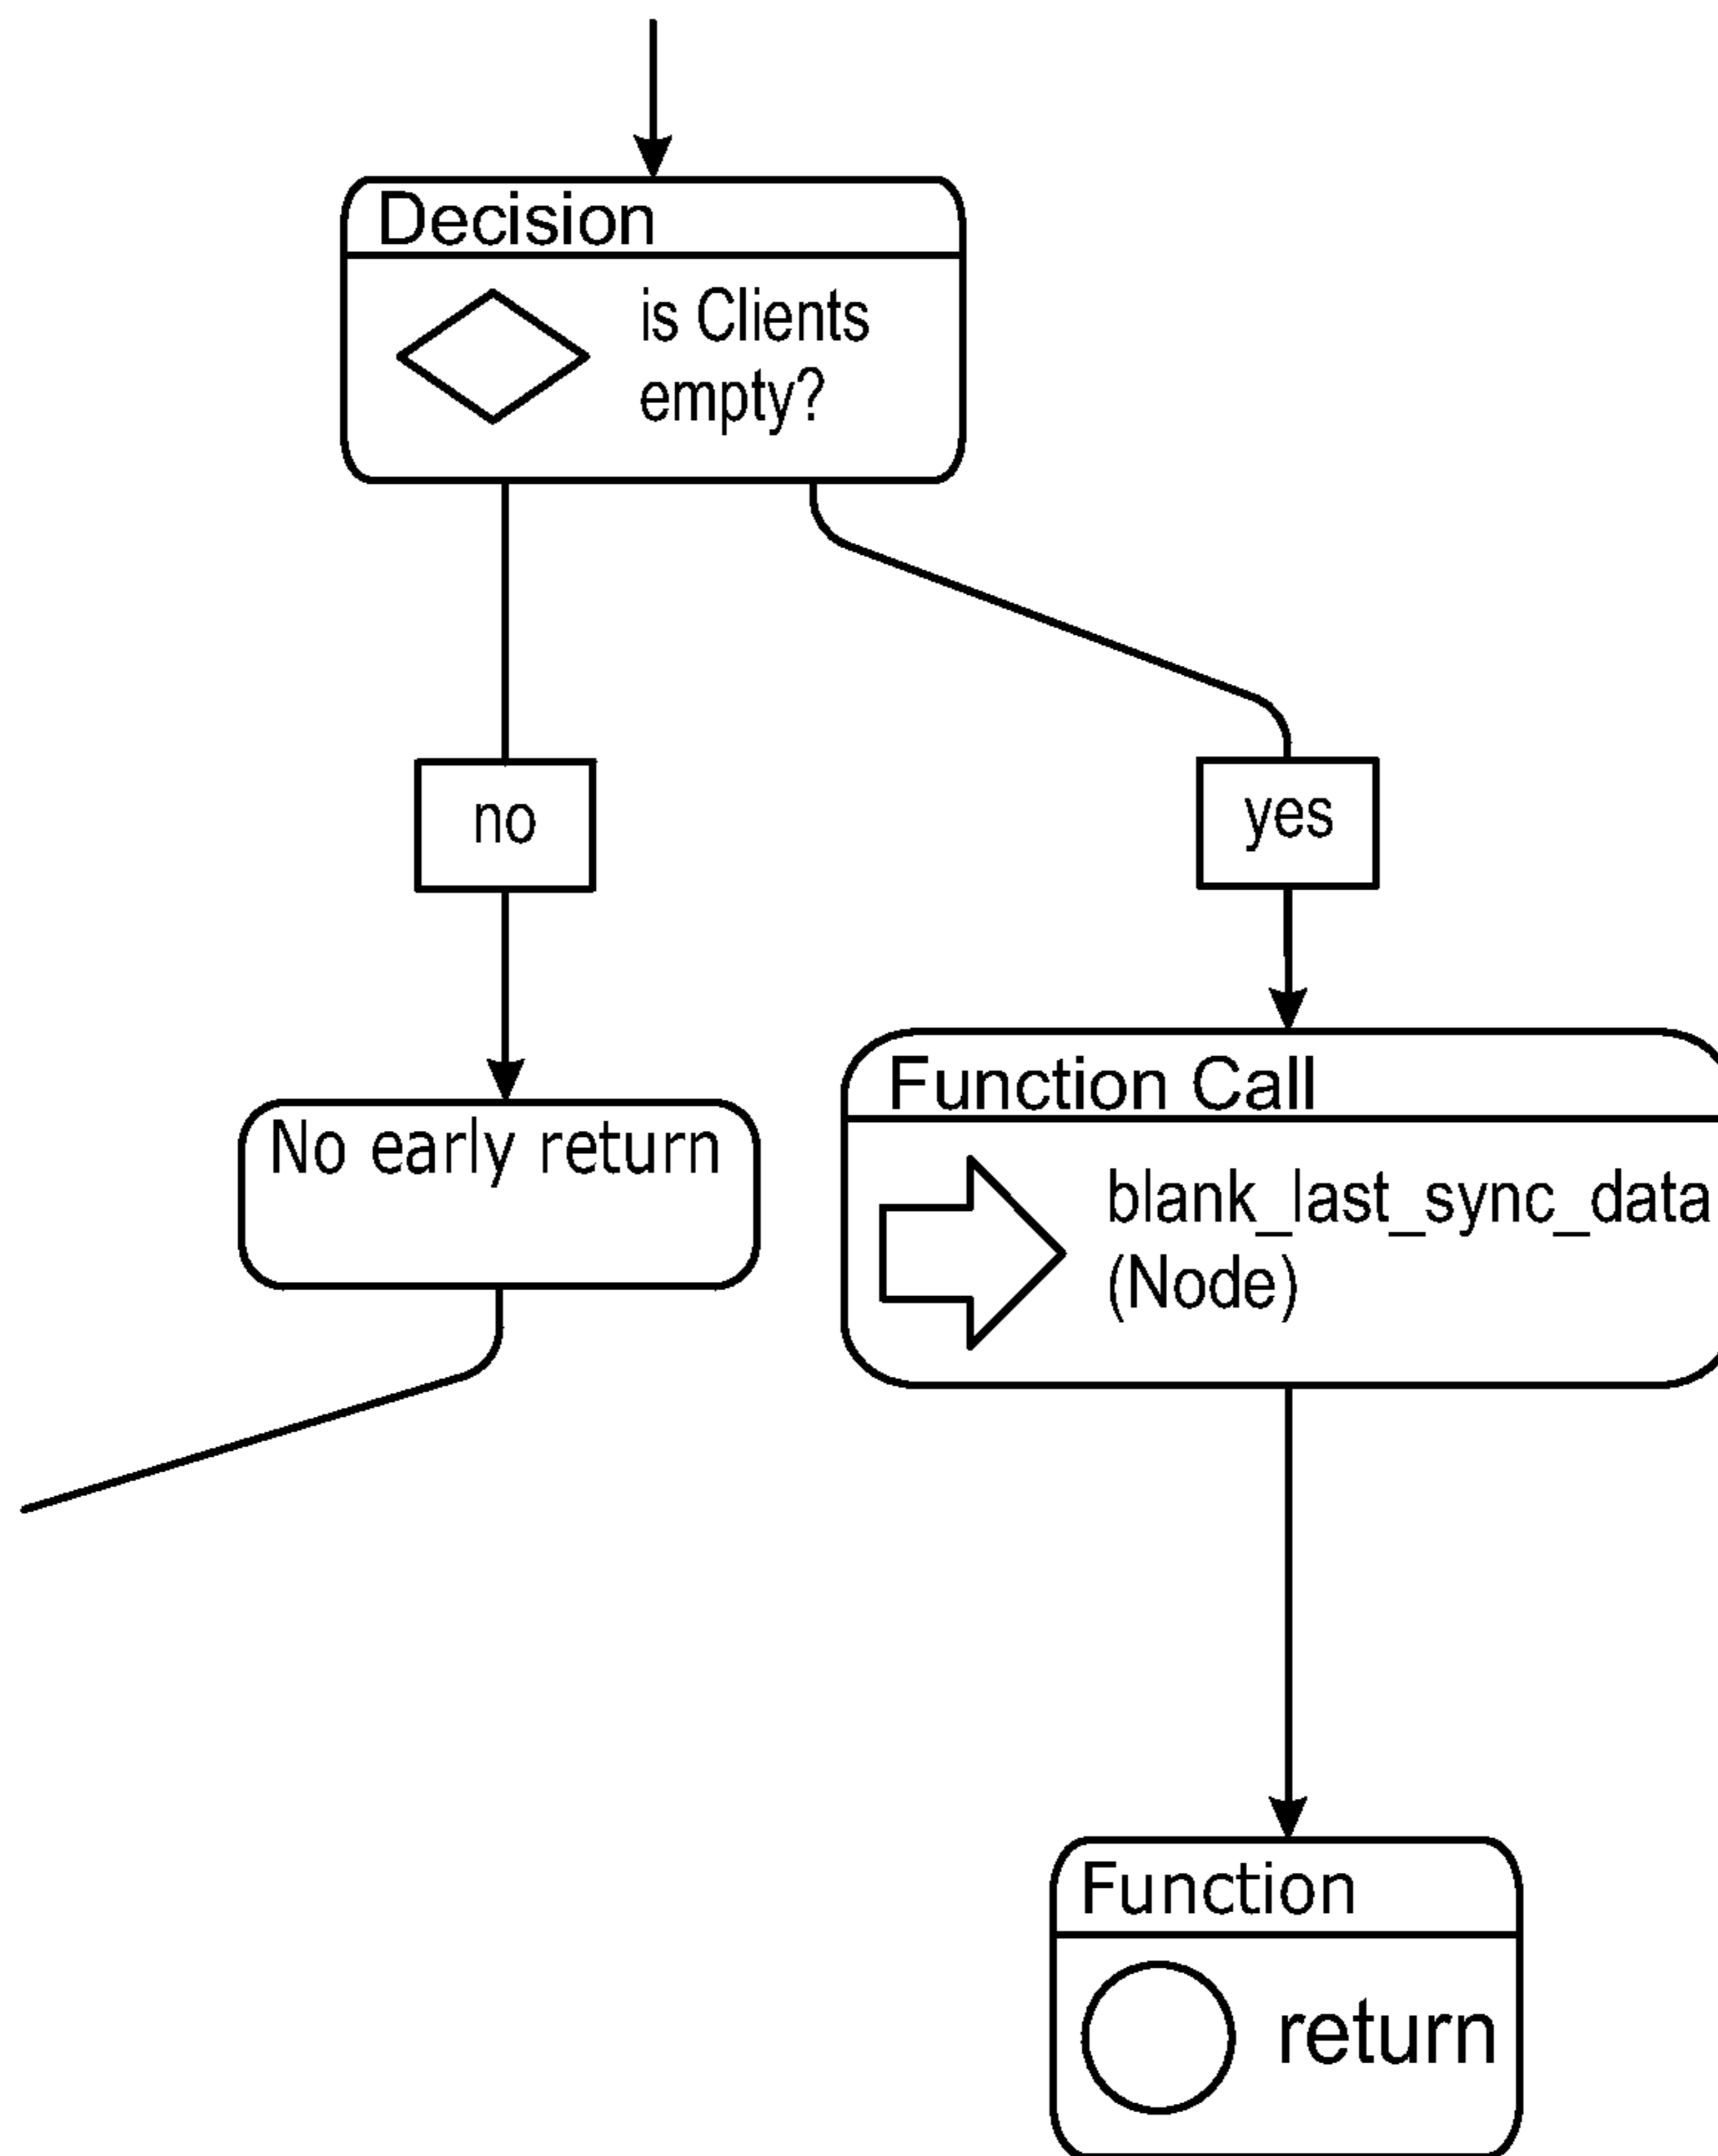 Decision
is Clients
empty?
no
yes
No early return
Function Call
blank_last_sync_data
(Node)
Function
return